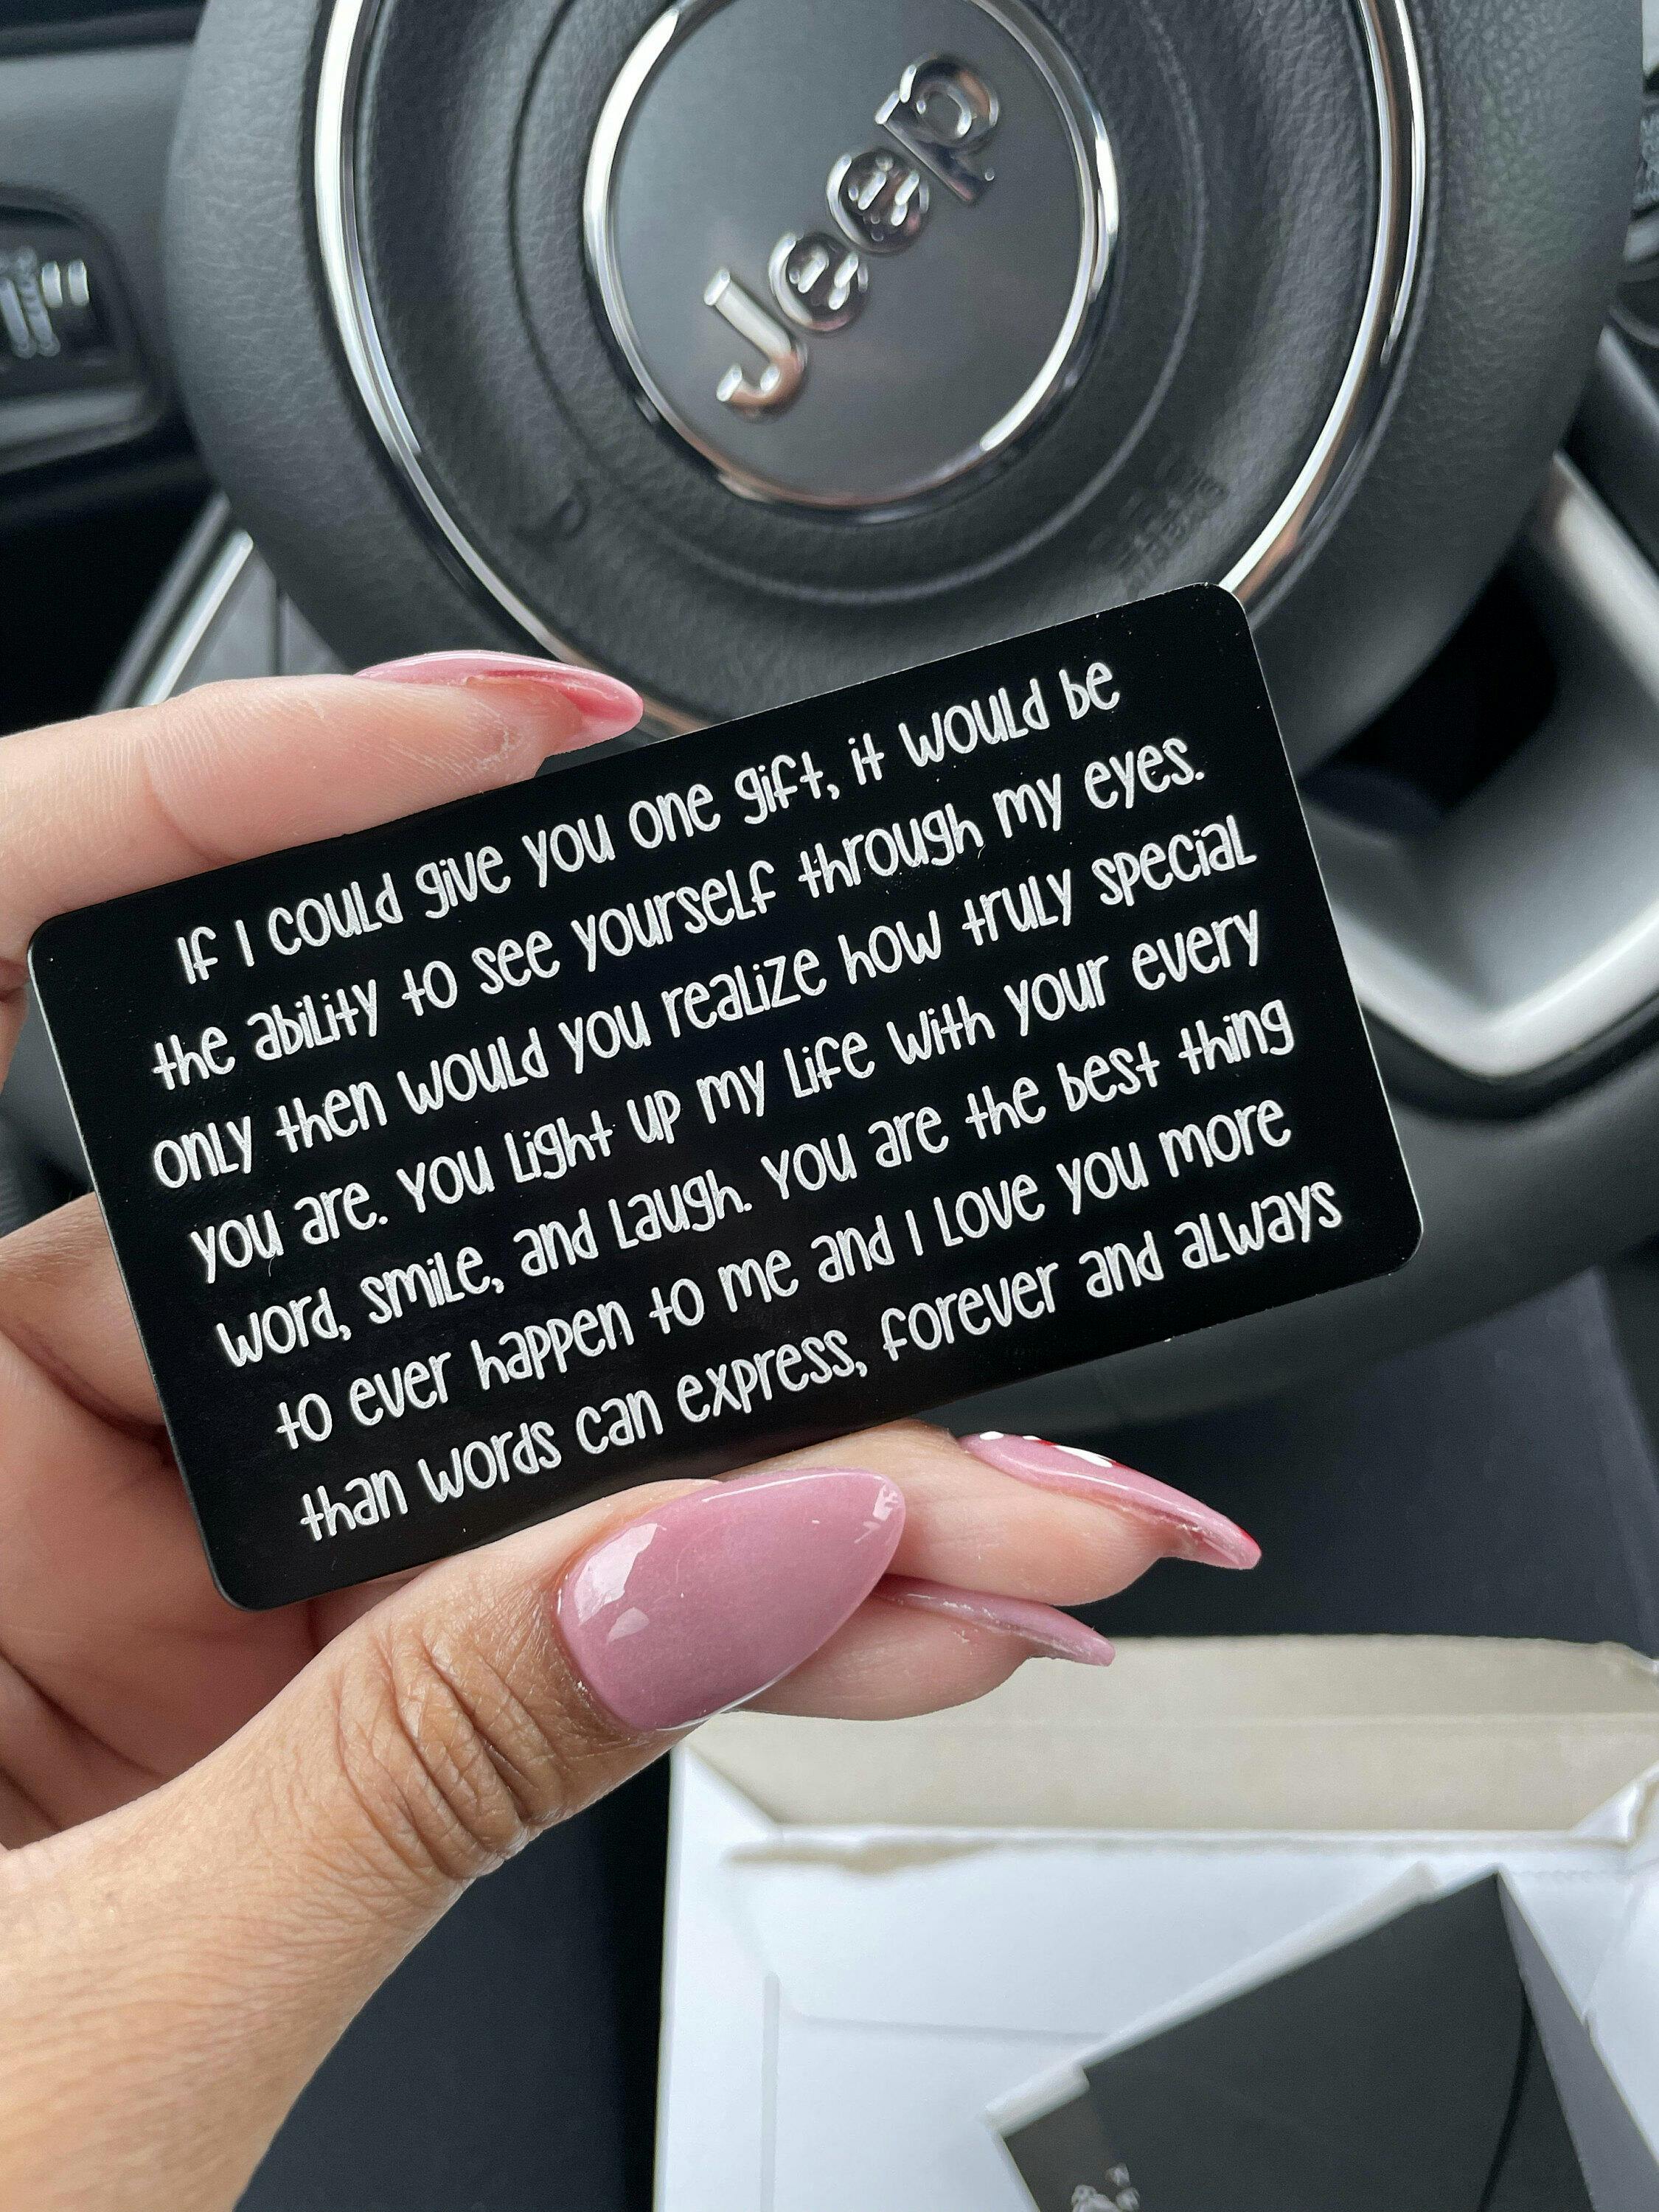 Jeep
If I could give you one gift, it would be
the ability to see yourself through my eyes.
only then would you realize how truly special
you are. You light up my life with your every
word, smile, and laugh. You are the best thing
to ever happen to me and I love you more
than words can express, forever and always